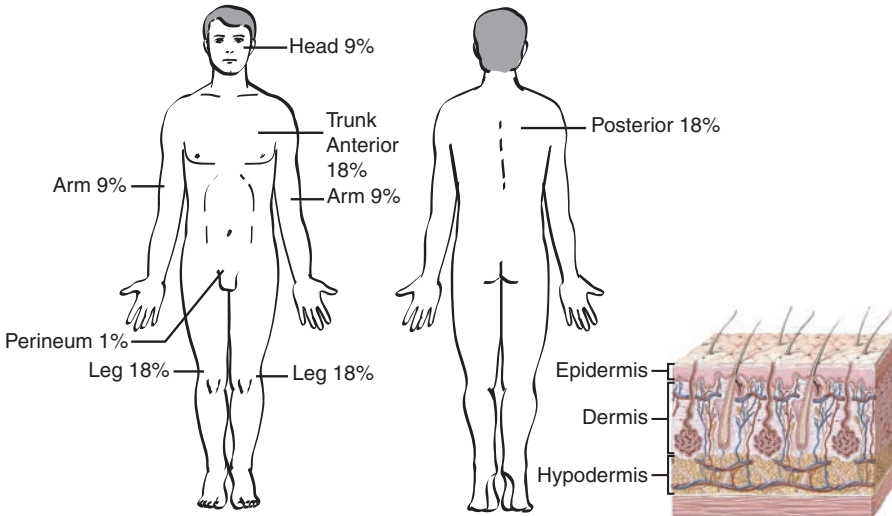 Head 9%
Trunk
Anterior
18%
Arm 9%
Arm 9%
Perineum 1%
Leg 18%
Leg 18%
Posterior 18%
Epidermis
Dermis
Hypodermis